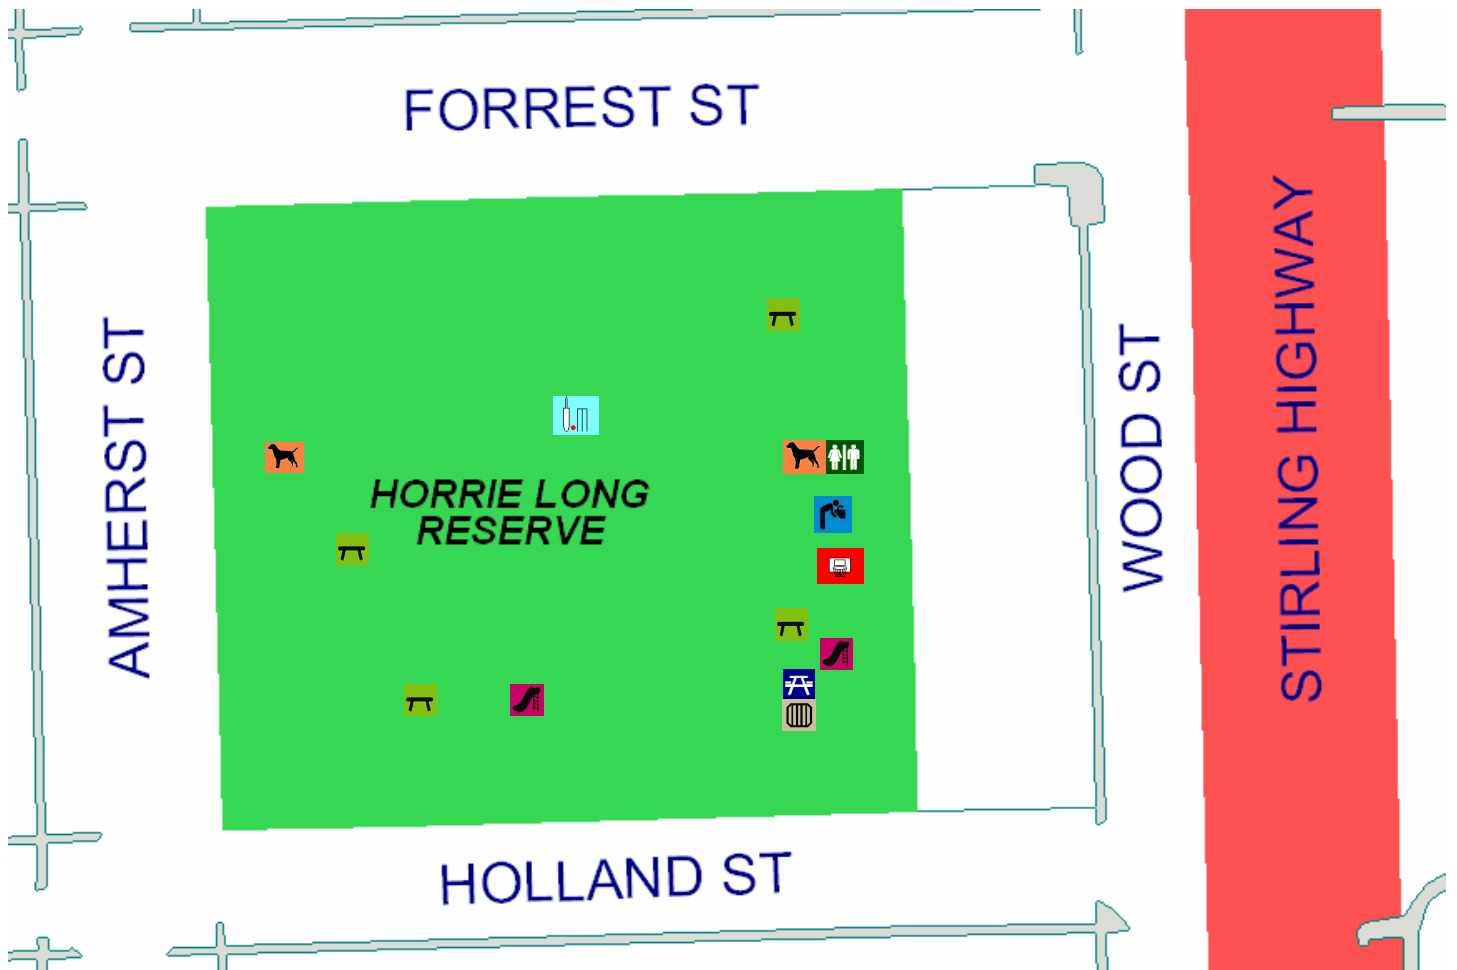 FORREST ST
AMHERST ST
HORRIE LONG
RESERVE
WOOD ST
STIRLING HIGHWAY
HOLLAND ST